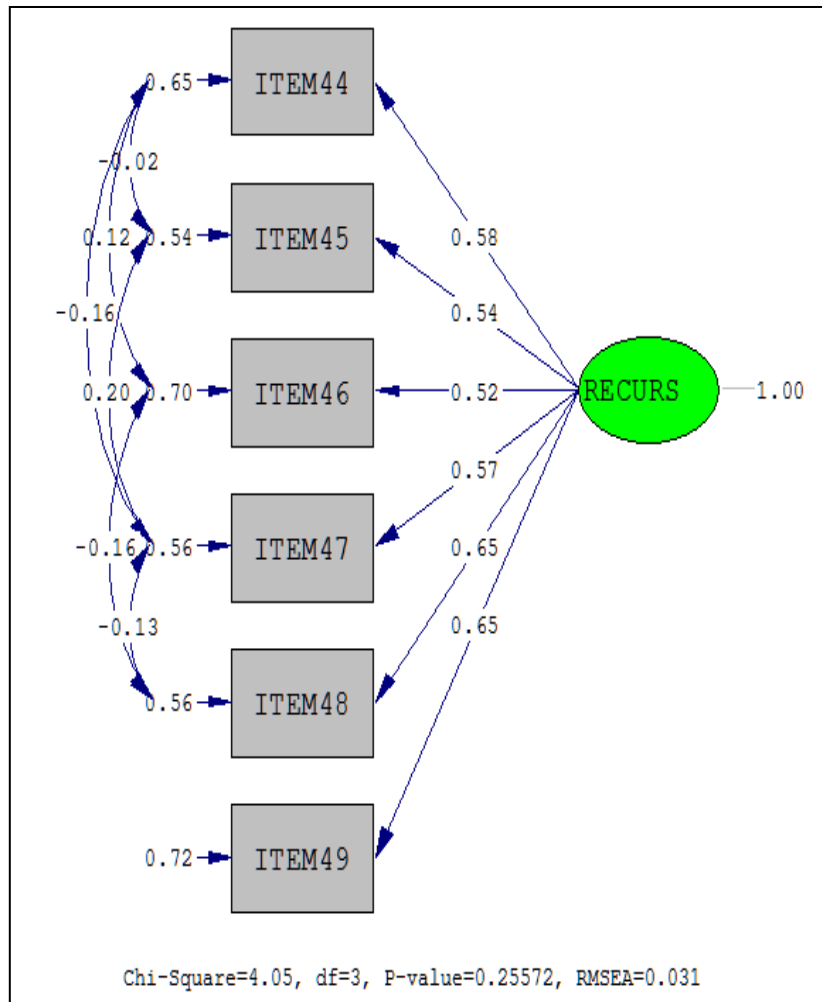 0.65 ITEM44
-0.02
0.12 0.54 ITEM45 0.58
-0.16 0.54
0.20 0.70 ITEM46 0.52 RECURS 1.00
0.57
-0.16 0.56 ITEM47 0.65
-0.13 0.65
0.56 ITEM48
0.72 ITEM49
Chi-Square=4.05, df=3, P-value=0.25572, RMSEA=0.031